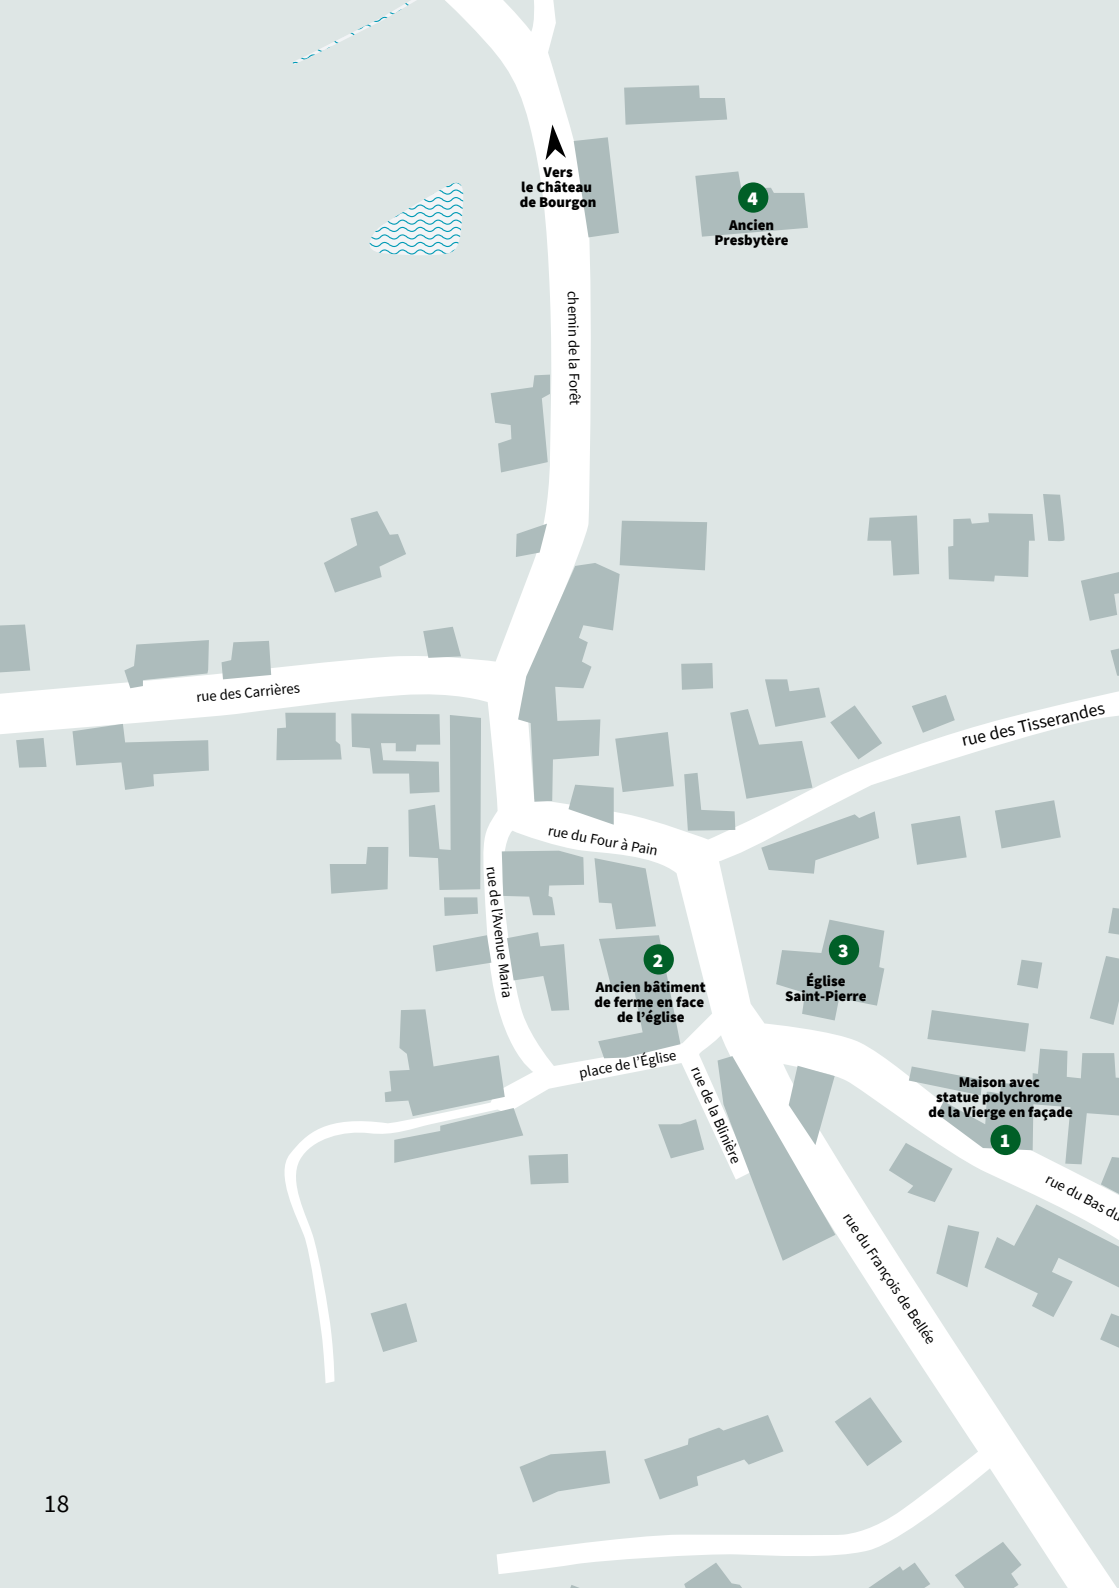 Vers
le Château
de Bourgon
4
Ancien
Presbytère
chemin de la Forêt
rue des Carrières
rue des Tisserandes
rue du Four à Pain
rue de l'Avenue Maria
3
Église
Saint-Pierre
2
Ancien bâtiment
de ferme en face
de l’église
place de l’Église
rue de la Blinière
Maison avec
statue polychrome
de la Vierge en façade
1
rue du Bas du
rue du François de Bellée
18